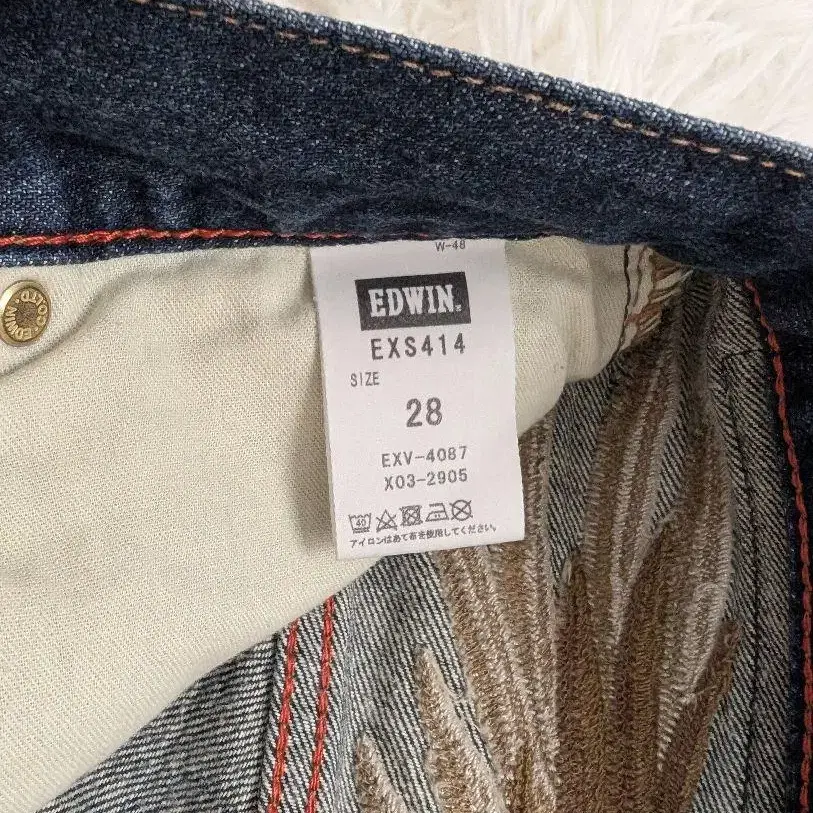 W-48
EDWIN.
EXS414
SIZE
28
EXV-4087
X03-2905
40
アイロンはあて布を使用してください。